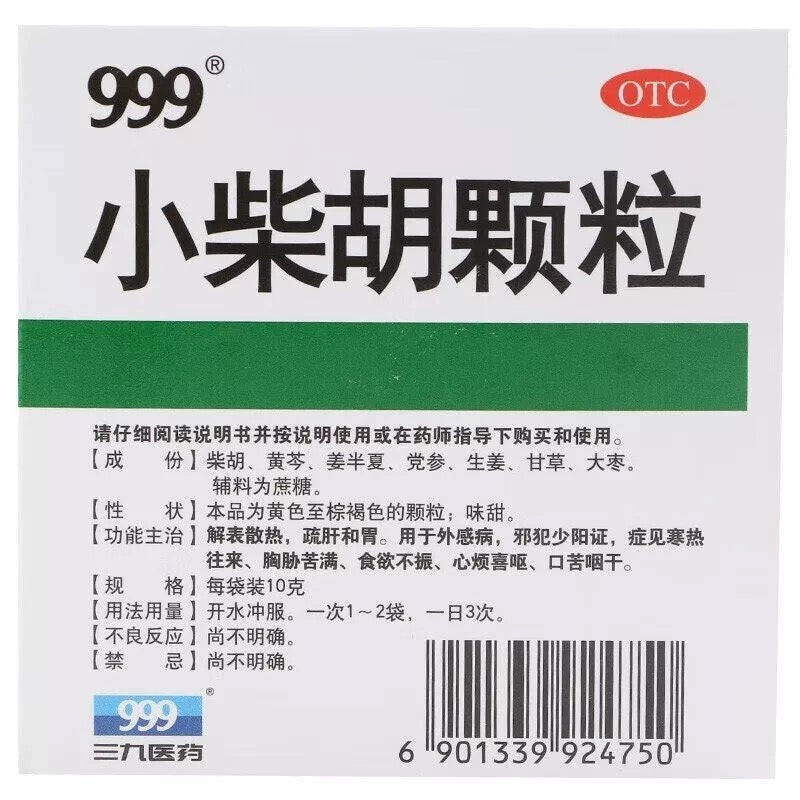 999®
OTC
小柴胡颗粒
请仔细阅读说明书并按说明使用或在药师指导下购买和使用。
【成　份】柴胡、黄芩、姜半夏、党参、生姜、甘草、大枣。
辅料为蔗糖。
【性　状】本品为黄色至棕褐色的颗粒；味甜。
【功能主治】解表散热，疏肝和胃。用于外感病，邪犯少阳证，症见寒热
往来、胸胁苦满、食欲不振、心烦喜呕、口苦咽干。
【规　格】每袋装10克
【用法用量】开水冲服。一次1～2袋，一日3次。
【不良反应】尚不明确。
【禁　忌】尚不明确。
999®
三九医药
6 901339 924750